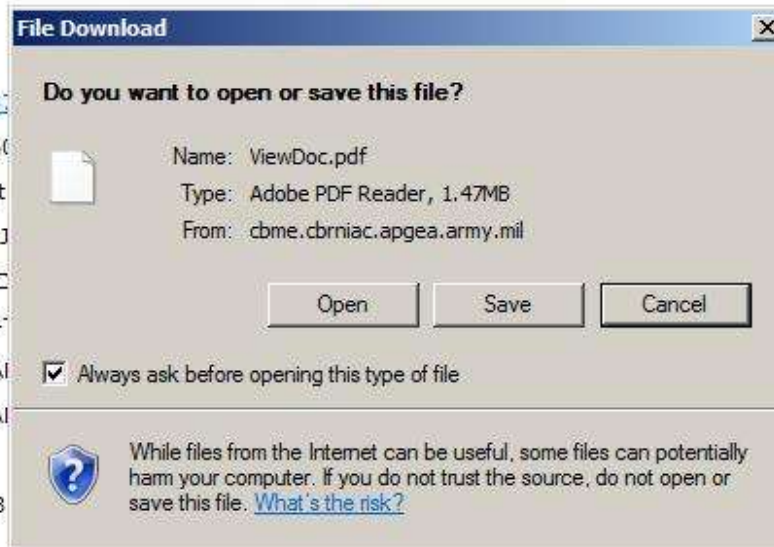 File Download
Do you want to open or save this file?
Name: ViewDoc.pdf
Type: Adobe PDF Reader, 1.47MB
From: cbme.cbrniac.apgea.army.mil
Open Save Cancel
Always ask before opening this type of file
While files from the Internet can be useful, some files can potentially
harm your computer. If you do not trust the source, do not open or
save this file. What's the risk?